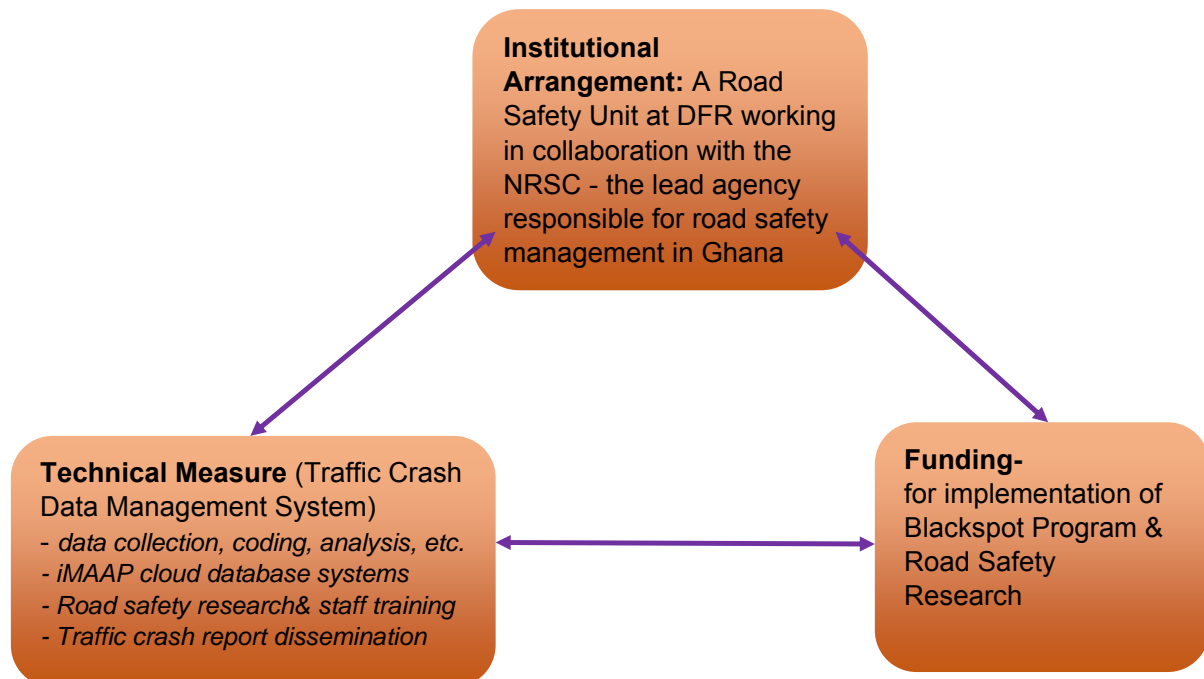 Institutional
Arrangement: A Road
Safety Unit at DFR working
in collaboration with the
NRSC - the lead agency
responsible for road safety
management in Ghana
Technical Measure (Traffic Crash
Data Management System)
- data collection, coding, analysis, etc.
- iMAAP cloud database systems
- Road safety research& staff training
- Traffic crash report dissemination
Funding-
for implementation of
Blackspot Program &
Road Safety
Research